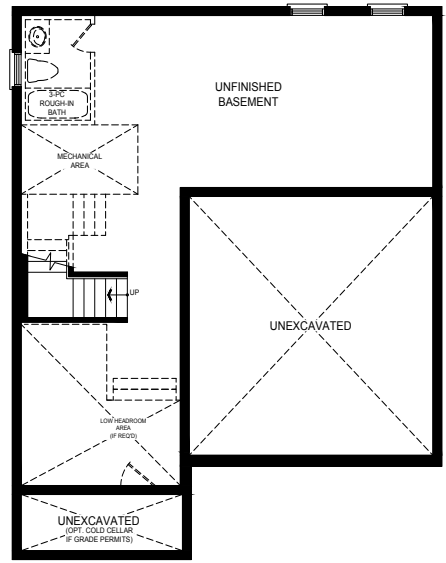 UNFINISHED
BASEMENT
3-PC
ROUGH-IN
BATH
MECHANICAL
AREA
UP
UNEXCAVATED
LOW HEADROOM
AREA
(IF REQ'D)
UNEXCAVATED
(OPT. COLD CELLAR
IF GRADE PERMITS)